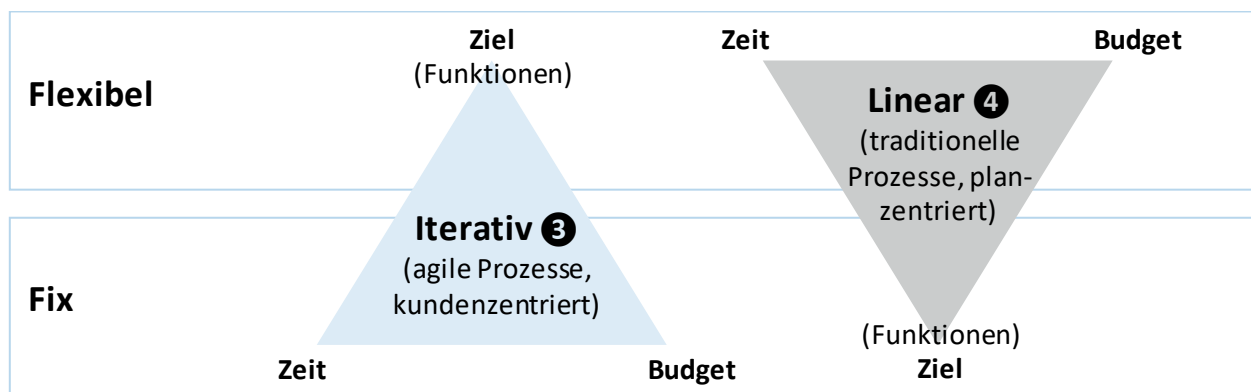 Ziel
Zeit
Budget
(Funktionen)
Flexibel
Linear ❹
(traditionelle
Prozesse, plan-
zentriert)
Iterativ ❸
(agile Prozesse,
kundenzentriert)
Fix
(Funktionen)
Zeit
Budget
Ziel